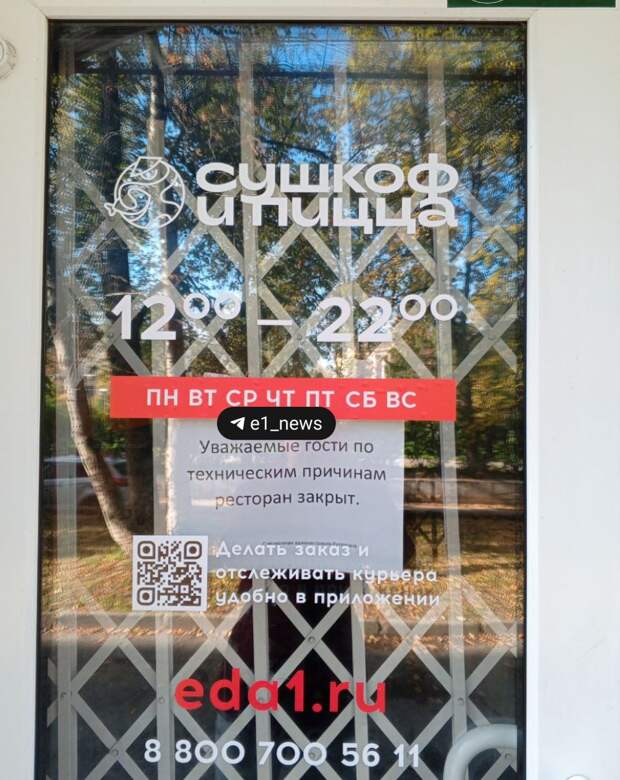 сушкоф
и пицца
12⁰⁰ — 22⁰⁰
ПН ВТ СР ЧТ ПТ СБ ВС
e1_news
Уважаемые гости по
техническим причинам
ресторан закрыт.
Делать заказ и
отслеживать курьера
удобно в приложении
eda1.ru
8 800 700 56 11